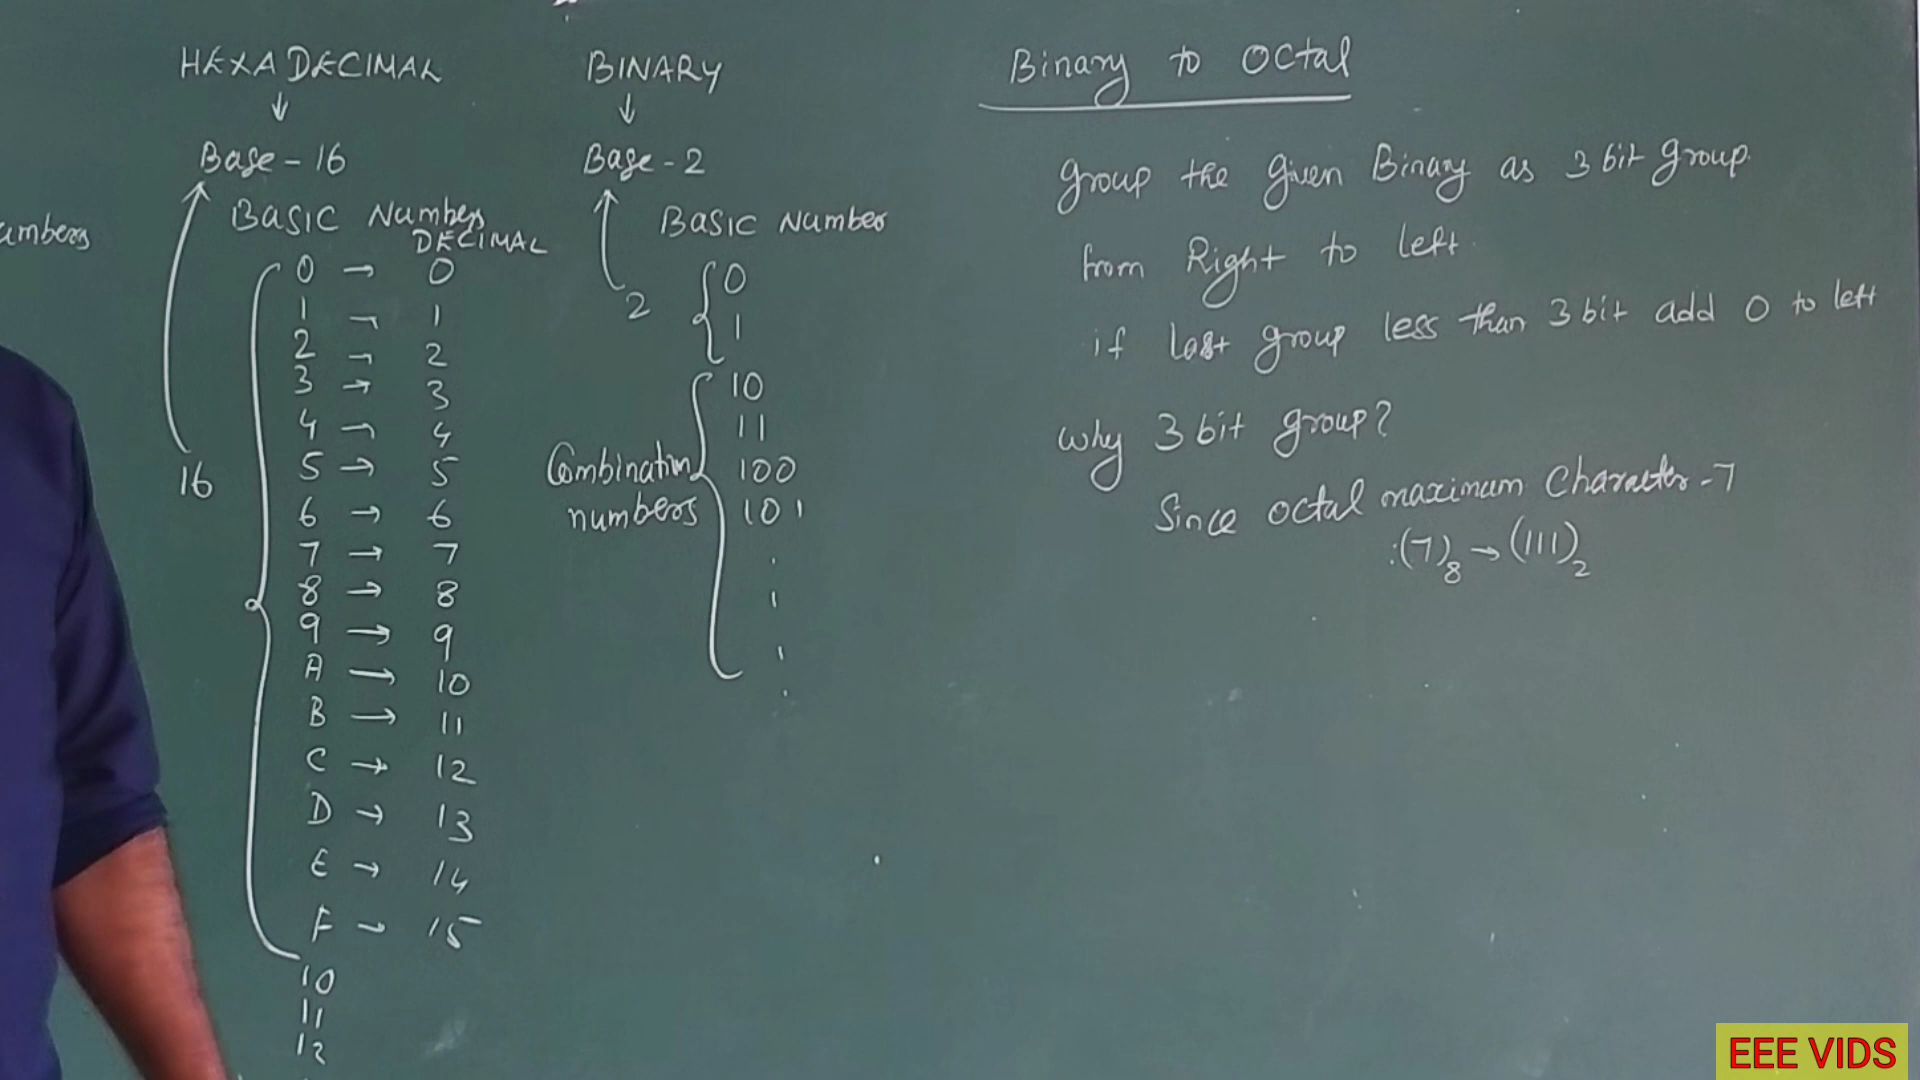 umbers
HEXADECIMAL
↓
Base - 16
BASIC Numbers
DECIMAL
0 → 0
1 → 1
2 → 2
3 → 3
4 → 4
5 → 5
6 → 6
7 → 7
8 → 8
9 → 9
A → 10
B → 11
C → 12
D → 13
E → 14
F → 15
10
11
12
16
BINARY
↓
Base - 2
BASIC Number
2
0
1
10
11
100
101
Combination
numbers
Binary to Octal
Group the given Binary as 3 bit group
from Right to left.
if last group less than 3 bit add 0 to left
why 3 bit group?
Since octal maximum Character - 7
:(7)8 → (111)2
EEE VIDS